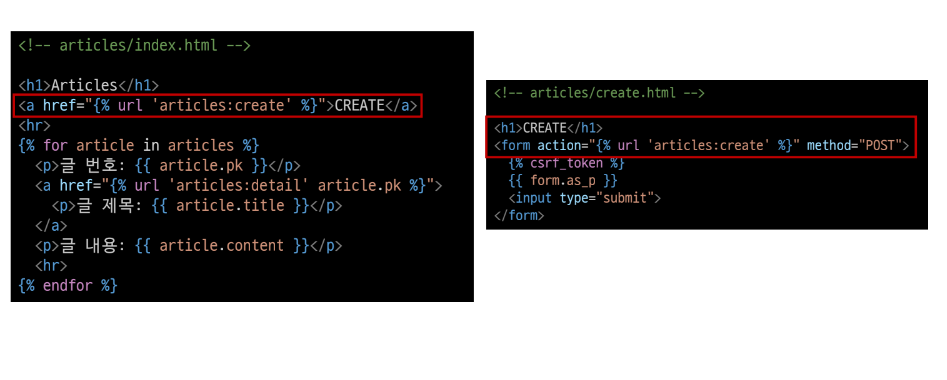 <!-- articles/index.html -->
<h1>Articles</h1>
<a href="{% url 'articles:create' %}">CREATE</a>
<hr>
{% for article in articles %}
<p>글 번호: {{ article.pk }}</p>
<a href="{% url 'articles:detail' article.pk %}">
<p>글 제목: {{ article.title }}</p>
</a>
<p>글 내용: {{ article.content }}</p>
<hr>
{% endfor %}
<!-- articles/create.html -->
<h1>CREATE</h1>
<form action="{% url 'articles:create' %}" method="POST">
{% csrf_token %}
{{ form.as_p }}
<input type="submit">
</form>